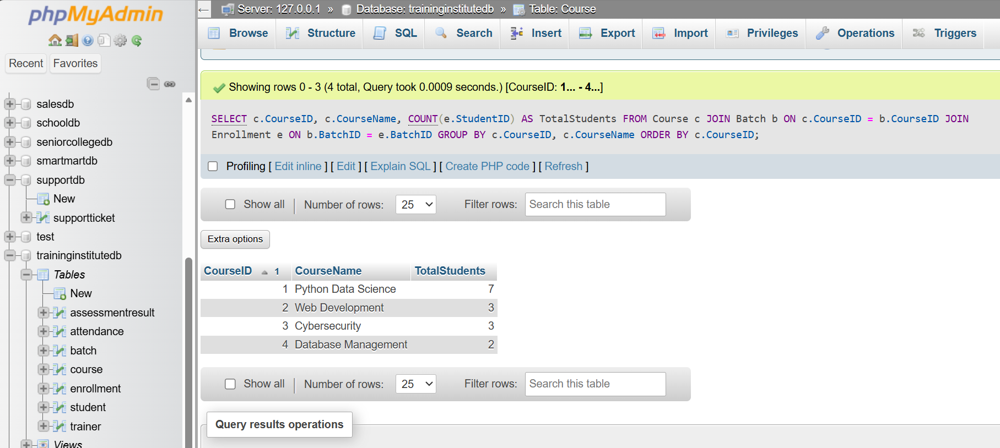 phpMyAdmin
Recent Favorites
salesdb
schooldb
seniorcollegedb
smartmartdb
supportdb
New
supportticket
test
traininginstitutedb
Tables
New
assessmentresult
attendance
batch
course
enrollment
student
trainer
Views
Server: 127.0.0.1 » Database: traininginstitutedb » Table: Course
Browse Structure SQL Search Insert Export Import Privileges Operations Triggers
Showing rows 0 - 3 (4 total, Query took 0.0009 seconds.) [CourseID: 1... - 4...]
SELECT c.CourseID, c.CourseName, COUNT(e.StudentID) AS TotalStudents FROM Course c JOIN Batch b ON c.CourseID = b.CourseID JOIN
Enrollment e ON b.BatchID = e.BatchID GROUP BY c.CourseID, c.CourseName ORDER BY c.CourseID;
Profiling [ Edit inline ] [ Edit ] [ Explain SQL ] [ Create PHP code ] [ Refresh ]
Show all | Number of rows: 25 Filter rows: Search this table
Extra options
CourseID 1 CourseName TotalStudents
1 Python Data Science 7
2 Web Development 3
3 Cybersecurity 3
4 Database Management 2
Show all | Number of rows: 25 Filter rows: Search this table
Query results operations